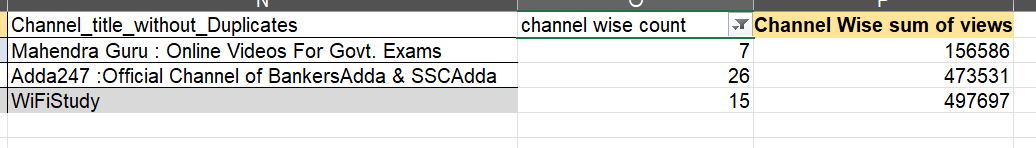 N O P
Channel_title_without_Duplicates channel wise count Channel Wise sum of views
Mahendra Guru : Online Videos For Govt. Exams 7 156586
Adda247 :Official Channel of BankersAdda & SSCAdda 26 473531
WiFiStudy 15 497697